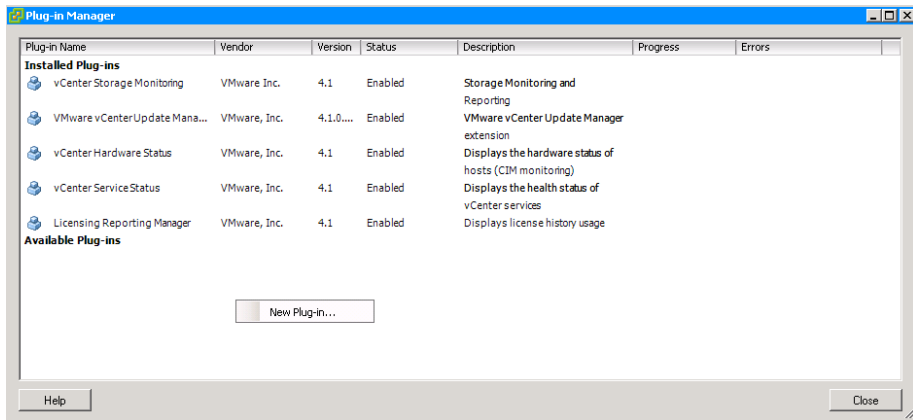 Plug-in Manager
Plug-in Name Vendor Version Status Description Progress Errors
Installed Plug-ins
vCenter Storage Monitoring VMware Inc. 4.1 Enabled Storage Monitoring and
Reporting
VMware vCenter Update Mana... VMware, Inc. 4.1.0.... Enabled VMware vCenter Update Manager
extension
vCenter Hardware Status VMware, Inc. 4.1 Enabled Displays the hardware status of
hosts (CIM monitoring)
vCenter Service Status VMware, Inc. 4.1 Enabled Displays the health status of
vCenter services
Licensing Reporting Manager VMware, Inc. 4.1 Enabled Displays license history usage
Available Plug-ins
New Plug-in...
Help Close